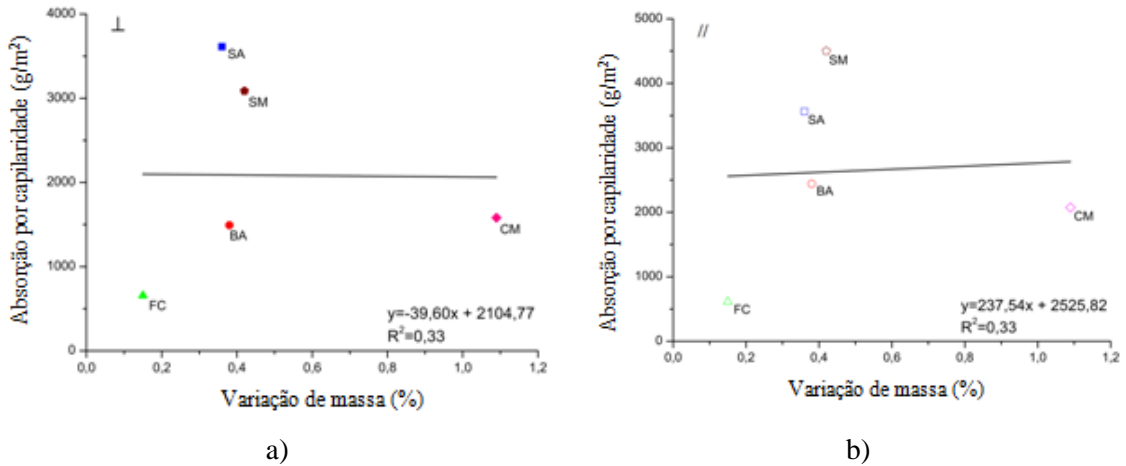 ⊥
Absorção por capilaridade (g/m²)
4000
3000
2000
1000
0
SA
SM
BA
CM
FC
y=-39,60x + 2104,77
R²=0,33
0,0 0,2 0,4 0,6 0,8 1,0 1,2
Variação de massa (%)
a)
//
Absorção por capilaridade (g/m²)
5000
4000
3000
2000
1000
0
SM
SA
BA
CM
FC
y=237,54x + 2525,82
R²=0,33
0,0 0,2 0,4 0,6 0,8 1,0 1,2
Variação de massa (%)
b)